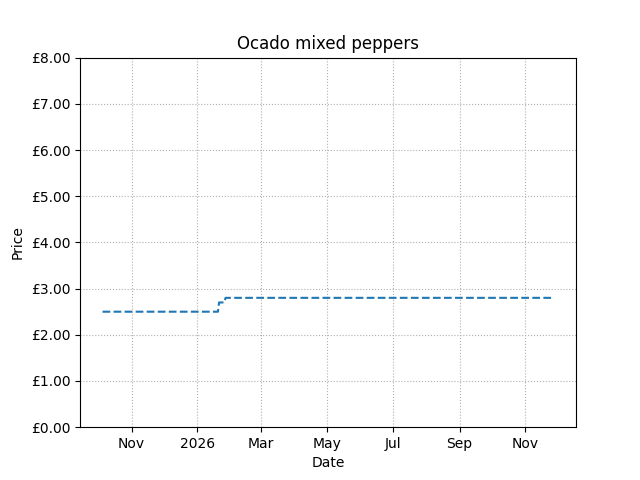 Ocado mixed peppers
£8.00
£7.00
£6.00
£5.00
£4.00
£3.00
£2.00
£1.00
£0.00
Price
Nov 2026 Mar May Jul Sep Nov
Date